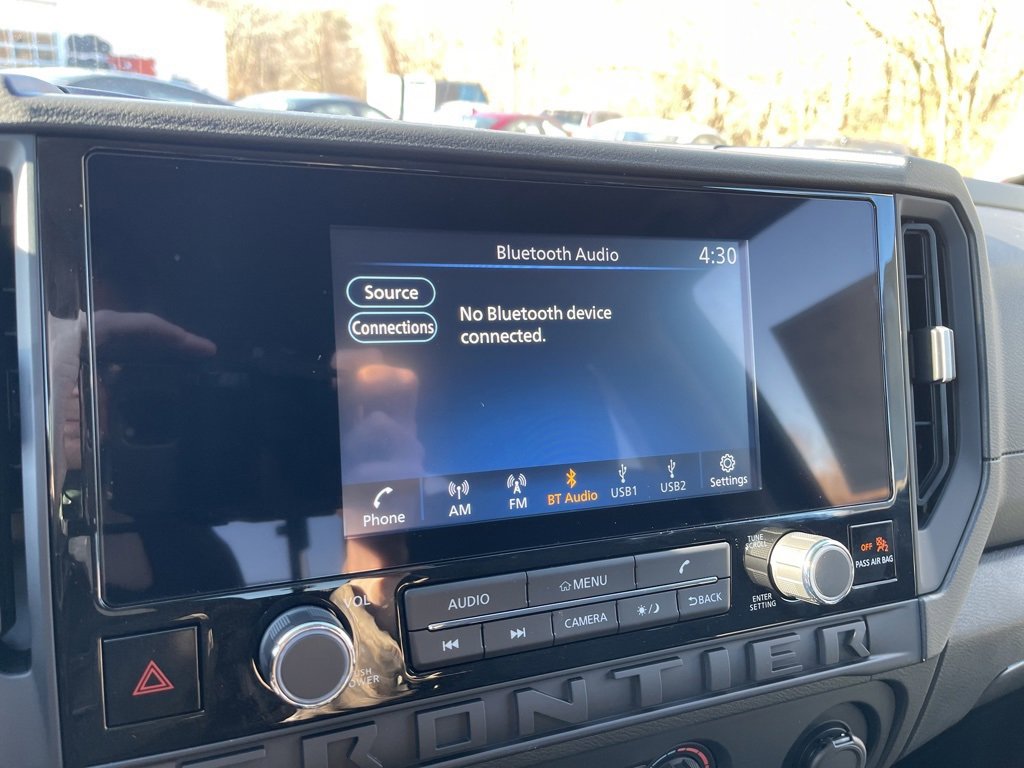 Bluetooth Audio 4:30
Source
Connections
No Bluetooth device
connected.
Phone
AM
FM
BT Audio
USB1
USB2
Settings
VOL
AUDIO
MENU
CAMERA
BACK
TUNE
SCROLL
ENTER
SETTING
OFF 2
PASS AIR BAG
FRONTIER